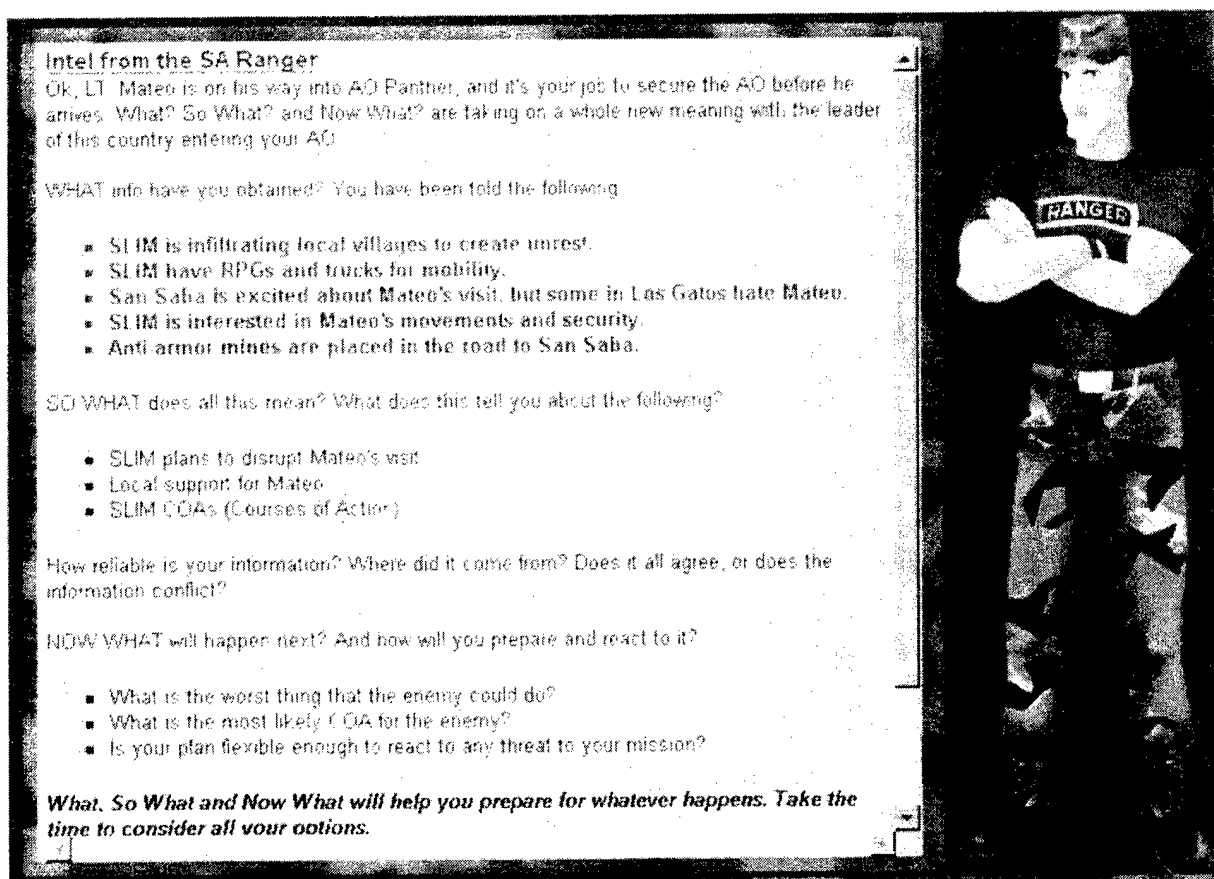 Intel from the SA Ranger
Ok, LT. Mateo is on his way into AO Panther, and it's your job to secure the AO before he
arrives. What? So What? and Now What? are taking on a whole new meaning with the leader
of this country entering your AO.
WHAT info have you obtained? You have been told the following
SLIM is infiltrating local villages to create unrest.
SLIM have RPGs and trucks for mobility.
San Saba is excited about Mateo's visit, but some in Los Gatos hate Mateo.
SLIM is interested in Mateo's movements and security.
Anti-armor mines are placed in the road to San Saba.
SO WHAT does all this mean? What does this tell you about the following?
SLIM plans to disrupt Mateo's visit
Local support for Mateo
SLIM COAs (Courses of Action)
How reliable is your information? Where did it come from? Does it all agree, or does the
information conflict?
NOW WHAT will happen next? And how will you prepare and react to it?
What is the worst thing that the enemy could do?
What is the most likely COA for the enemy?
Is your plan flexible enough to react to any threat to your mission?
What, So What and Now What will help you prepare for whatever happens. Take the
time to consider all your options.
RANGER